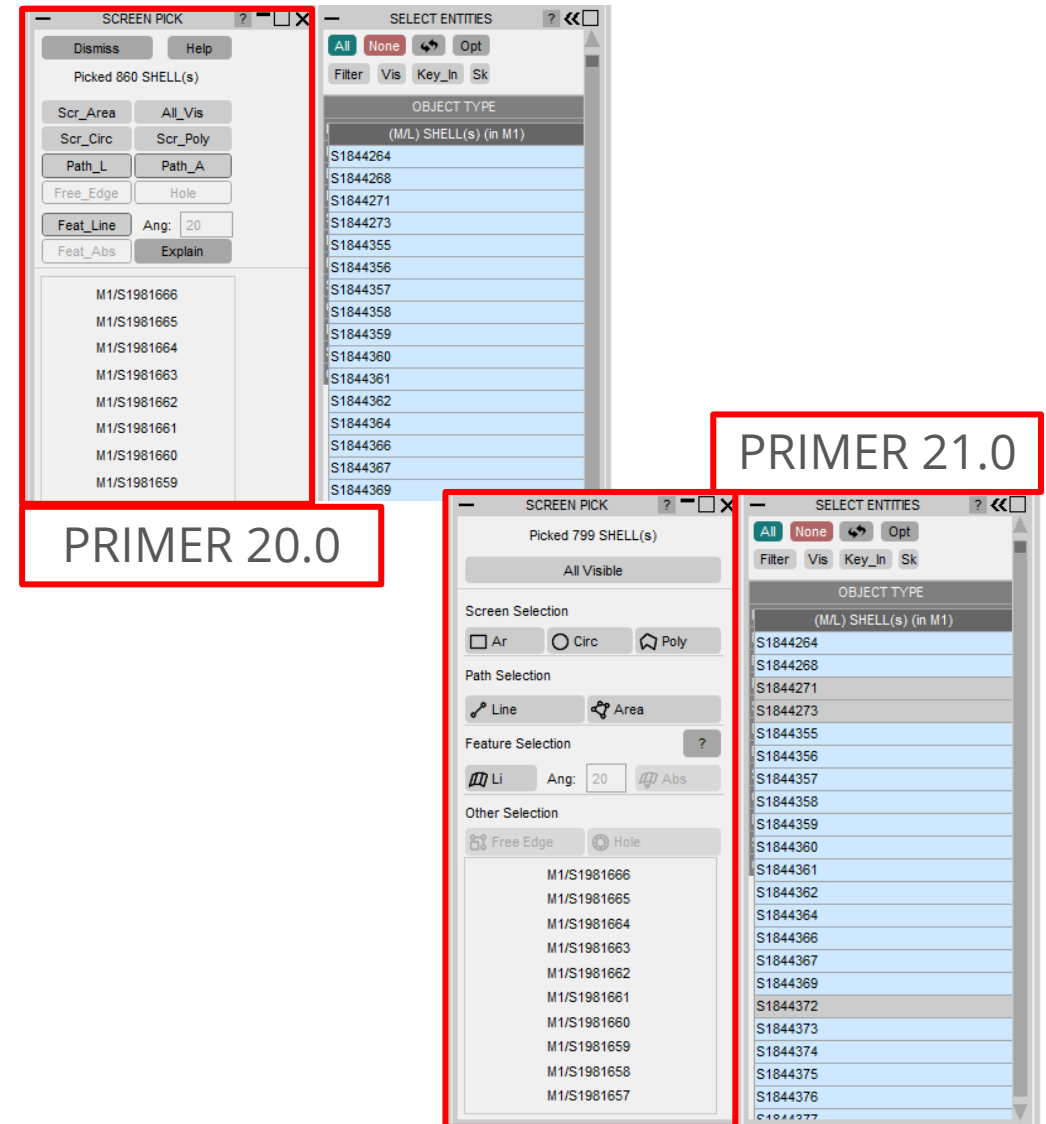 SCREEN PICK ?
Dismiss Help
Picked 860 SHELL(s)
Scr_Area All_Vis
Scr_Circ Scr_Poly
Path_L Path_A
Free_Edge Hole
Feat_Line Ang: 20
Feat_Abs Explain
M1/S1981666
M1/S1981665
M1/S1981664
M1/S1981663
M1/S1981662
M1/S1981661
M1/S1981660
M1/S1981659
SELECT ENTITIES ?
All None Opt
Filter Vis Key_In Sk
OBJECT TYPE
(M/L) SHELL(s) (in M1)
S1844264
S1844268
S1844271
S1844273
S1844355
S1844356
S1844357
S1844358
S1844359
S1844360
S1844361
S1844362
S1844364
S1844366
S1844367
S1844369
PRIMER 20.0
PRIMER 21.0
SCREEN PICK ?
Picked 799 SHELL(s)
All Visible
Screen Selection
Ar Circ Poly
Path Selection
Line Area
Feature Selection ?
Li Ang: 20 Abs
Other Selection
Free Edge Hole
M1/S1981666
M1/S1981665
M1/S1981664
M1/S1981663
M1/S1981662
M1/S1981661
M1/S1981660
M1/S1981659
M1/S1981658
M1/S1981657
SELECT ENTITIES ?
All None Opt
Filter Vis Key_In Sk
OBJECT TYPE
(M/L) SHELL(s) (in M1)
S1844264
S1844268
S1844271
S1844273
S1844355
S1844356
S1844357
S1844358
S1844359
S1844360
S1844361
S1844362
S1844364
S1844366
S1844367
S1844369
S1844372
S1844373
S1844374
S1844375
S1844376
S1844377